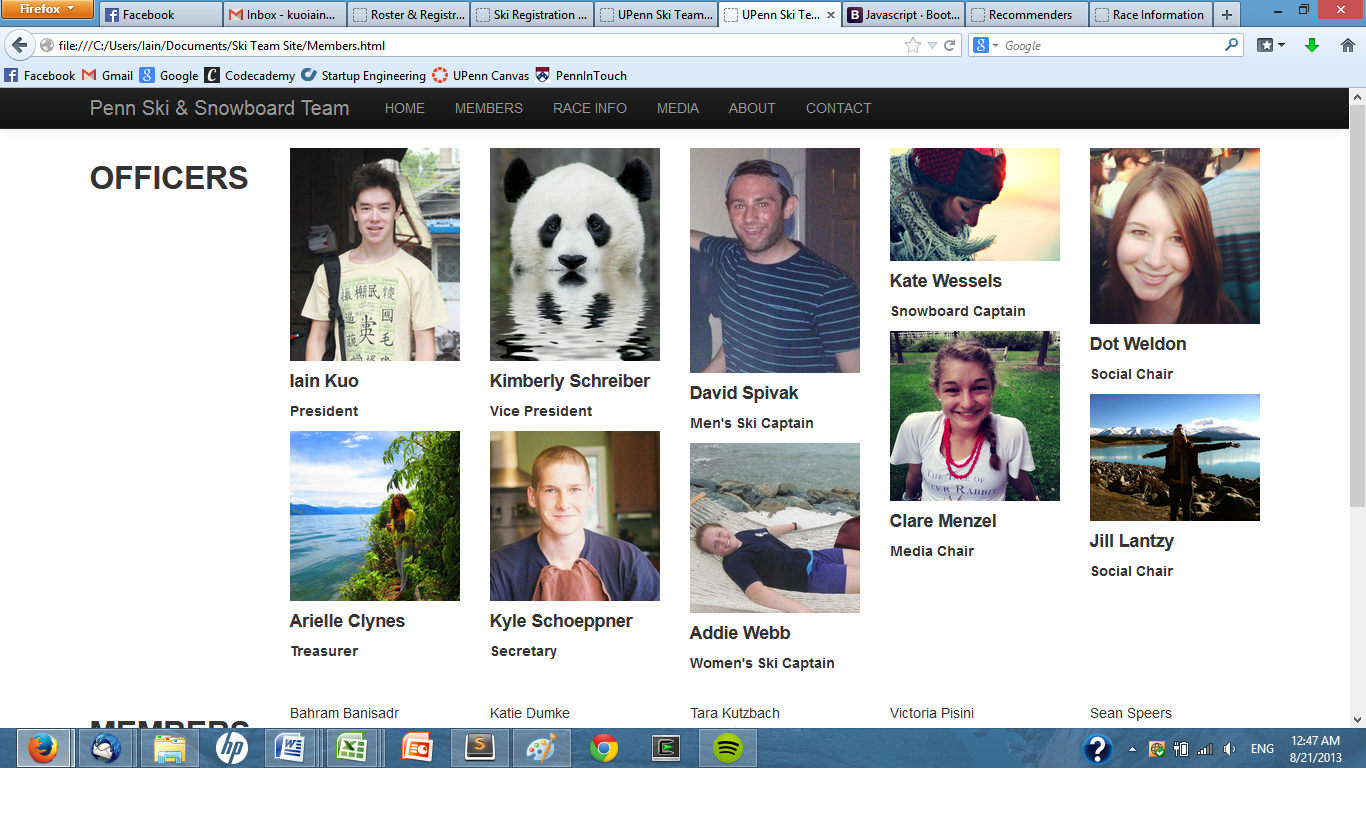 Firefox
Facebook
Inbox - kuoiain...
Roster & Registr...
Ski Registration ...
UPenn Ski Team...
UPenn Ski Te...
Javascript · Boot...
Recommenders
Race Information
file:///C:/Users/Iain/Documents/Ski Team Site/Members.html
Google
Facebook
Gmail
Google
Codecademy
Startup Engineering
UPenn Canvas
PennInTouch
Penn Ski & Snowboard Team
HOME
MEMBERS
RACE INFO
MEDIA
ABOUT
CONTACT
OFFICERS
Iain Kuo
President
Kimberly Schreiber
Vice President
David Spivak
Men's Ski Captain
Kate Wessels
Snowboard Captain
Dot Weldon
Social Chair
Arielle Clynes
Treasurer
Kyle Schoeppner
Secretary
Addie Webb
Women's Ski Captain
Clare Menzel
Media Chair
Jill Lantzy
Social Chair
MEMBERS
Bahram Banisadr
Katie Dumke
Tara Kutzbach
Victoria Pisini
Sean Speers
ENG
12:47 AM
8/21/2013